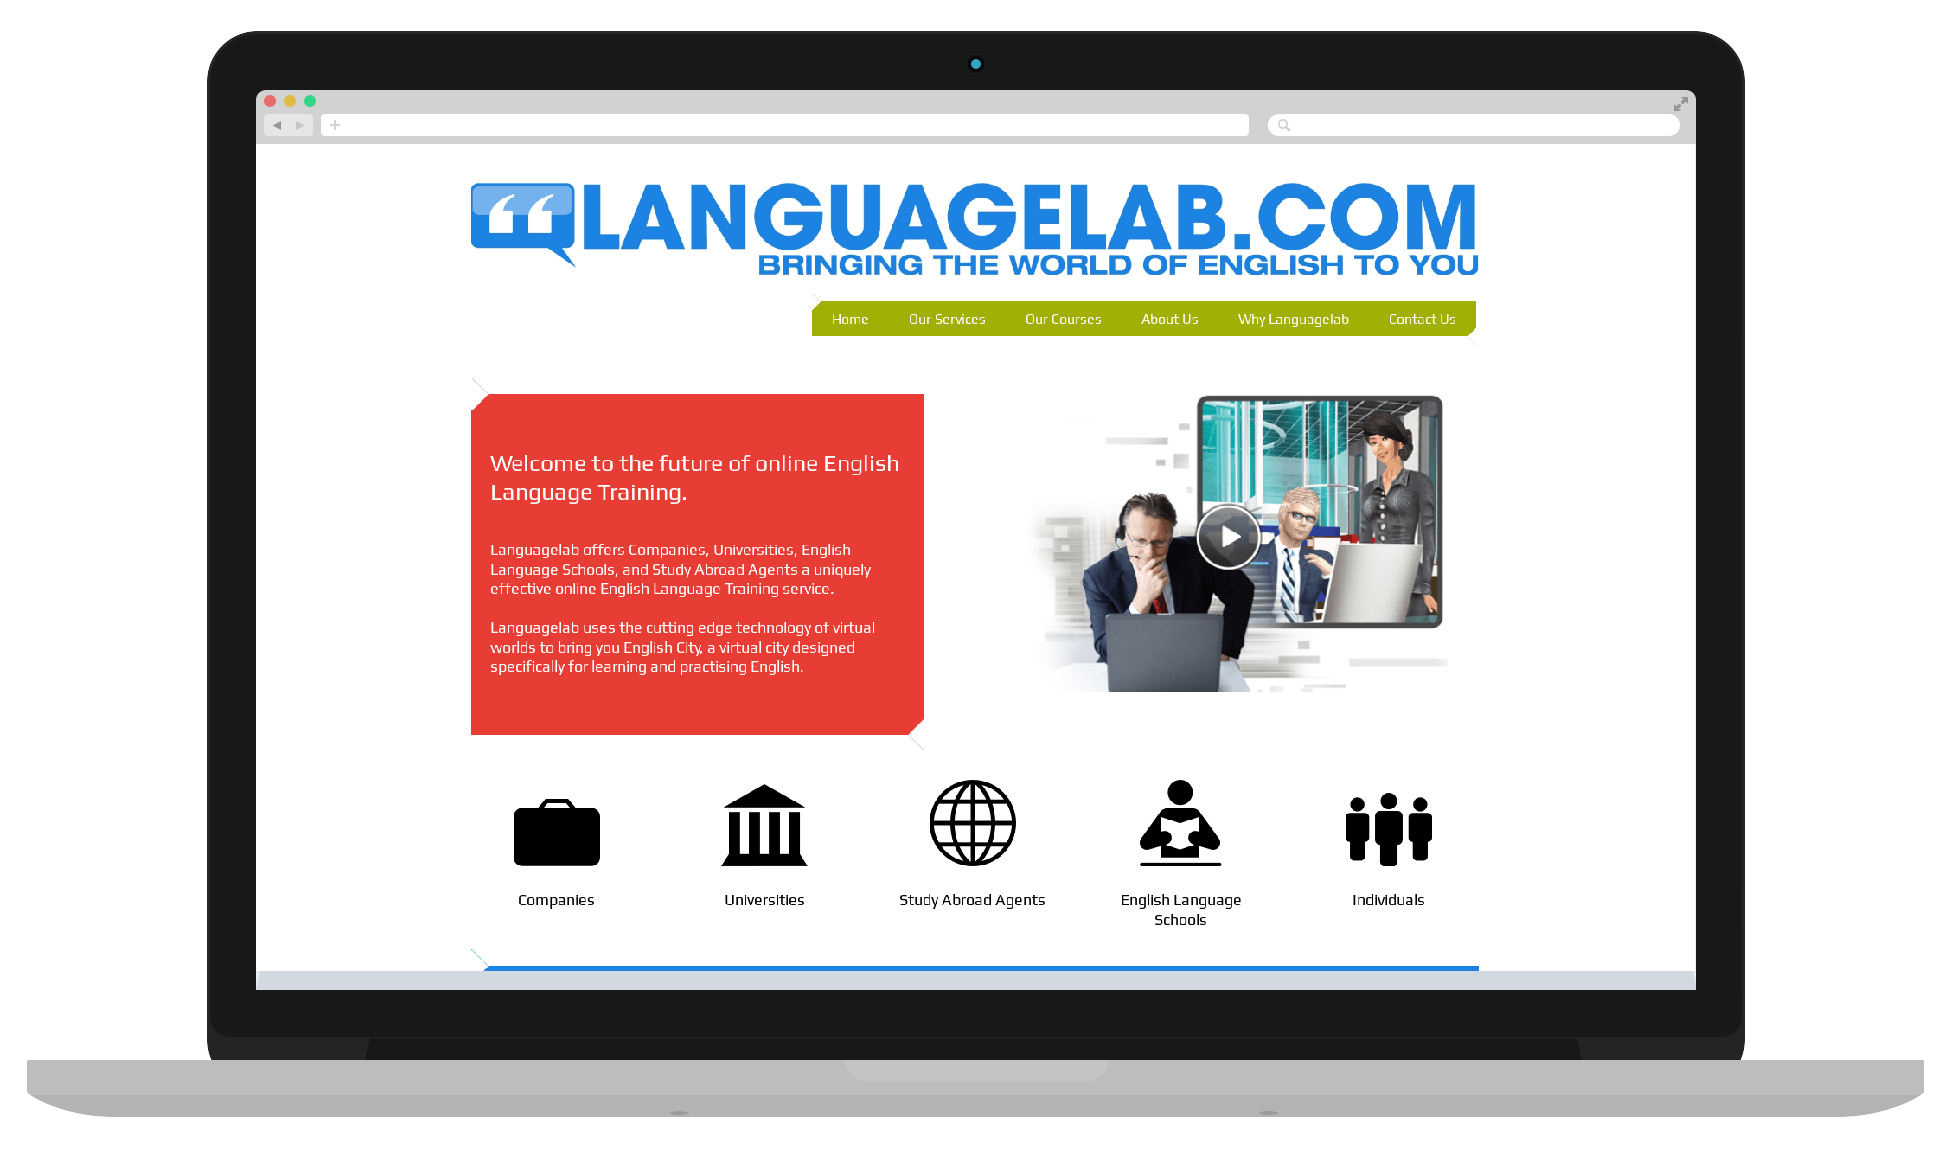 LANGUAGELAB.COM
BRINGING THE WORLD OF ENGLISH TO YOU
Home Our Services Our Courses About Us Why Languagelab Contact Us
Welcome to the future of online English
Language Training.
Languagelab offers Companies, Universities, English
Language Schools, and Study Abroad Agents a uniquely
effective online English Language Training service.
Languagelab uses the cutting edge technology of virtual
worlds to bring you English City, a virtual city designed
specifically for learning and practising English.
Companies
Universities
Study Abroad Agents
English Language
Schools
Individuals